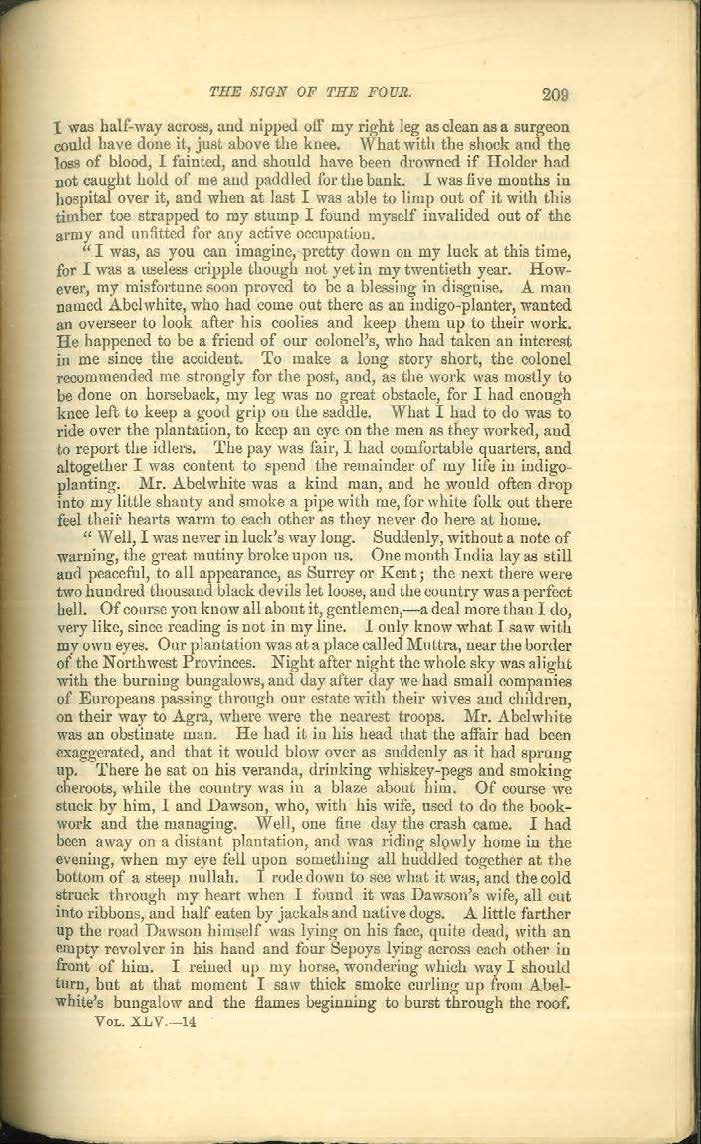 THE SIGN OF THE FOUR. 209
I was half-way across, and nipped off my right leg as clean as a surgeon
could have done it, just above the knee. What with the shock and the
loss of blood, I fainted, and should have been drowned if Holder had
not caught hold of me and paddled for the bank. I was five months in
hospital over it, and when at last I was able to limp out of it with this
timber toe strapped to my stump I found myself invalided out of the
army and unfitted for any active occupation.
"I was, as you can imagine, pretty down on my luck at this time,
for I was a useless cripple though not yet in my twentieth year. How-
ever, my misfortune soon proved to be a blessing in disguise. A man
named Abelwhite, who had come out there as an indigo-planter, wanted
an overseer to look after his coolies and keep them up to their work.
He happened to be a friend of our colonel's, who had taken an interest
in me since the accident. To make a long story short, the colonel
recommended me strongly for the post, and, as the work was mostly to
be done on horseback, my leg was no great obstacle, for I had enough
knee left to keep a good grip on the saddle. What I had to do was to
ride over the plantation, to keep an eye on the men as they worked, and
to report the idlers. The pay was fair, I had comfortable quarters, and
altogether I was content to spend the remainder of my life in indigo-
planting. Mr. Abelwhite was a kind man, and he would often drop
into my little shanty and smoke a pipe with me, for white folk out there
feel their hearts warm to each other as they never do here at home.
"Well, I was never in luck's way long. Suddenly, without a note of
warning, the great mutiny broke upon us. One month India lay as still
and peaceful, to all appearance, as Surrey or Kent; the next there were
two hundred thousand black devils let loose, and the country was a perfect
hell. Of course you know all about it, gentlemen,—a deal more than I do,
very like, since reading is not in my line. I only know what I saw with
my own eyes. Our plantation was at a place called Muttra, near the border
of the Northwest Provinces. Night after night the whole sky was alight
with the burning bungalows, and day after day we had small companies
of Europeans passing through our estate with their wives and children,
on their way to Agra, where were the nearest troops. Mr. Abelwhite
was an obstinate man. He had it in his head that the affair had been
exaggerated, and that it would blow over as suddenly as it had sprung
up. There he sat on his veranda, drinking whiskey-pegs and smoking
cheroots, while the country was in a blaze about him. Of course we
stuck by him, I and Dawson, who, with his wife, used to do the book-
work and the managing. Well, one fine day the crash came. I had
been away on a distant plantation, and was riding slowly home in the
evening, when my eye fell upon something all huddled together at the
bottom of a steep nullah. I rode down to see what it was, and the cold
struck through my heart when I found it was Dawson's wife, all cut
into ribbons, and half eaten by jackals and native dogs. A little farther
up the road Dawson himself was lying on his face, quite dead, with an
empty revolver in his hand and four Sepoys lying across each other in
front of him. I reined up my horse, wondering which way I should
turn, but at that moment I saw thick smoke curling up from Abel-
white's bungalow and the flames beginning to burst through the roof.
VOL. XLV.—14